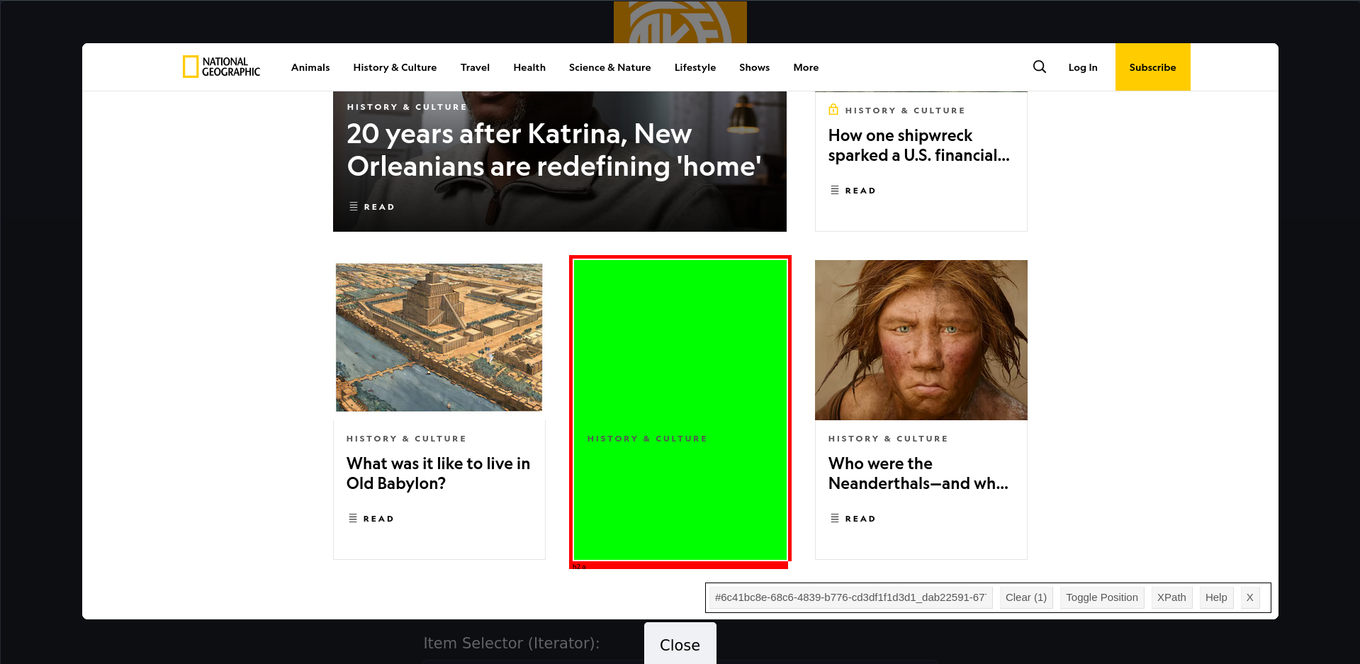 NATIONAL
GEOGRAPHIC
Animals History & Culture Travel Health Science & Nature Lifestyle Shows More
Log In Subscribe
HISTORY & CULTURE
20 years after Katrina, New
Orleanians are redefining 'home'
READ
HISTORY & CULTURE
How one shipwreck
sparked a U.S. financial...
READ
HISTORY & CULTURE
What was it like to live in
Old Babylon?
READ
HISTORY & CULTURE
HISTORY & CULTURE
Who were the
Neanderthals—and wh...
READ
#6c41bc8e-68c6-4839-b776-cd3df1f1d3d1_dab22591-67 Clear (1) Toggle Position XPath Help X
Item Selector (Iterator):
Close